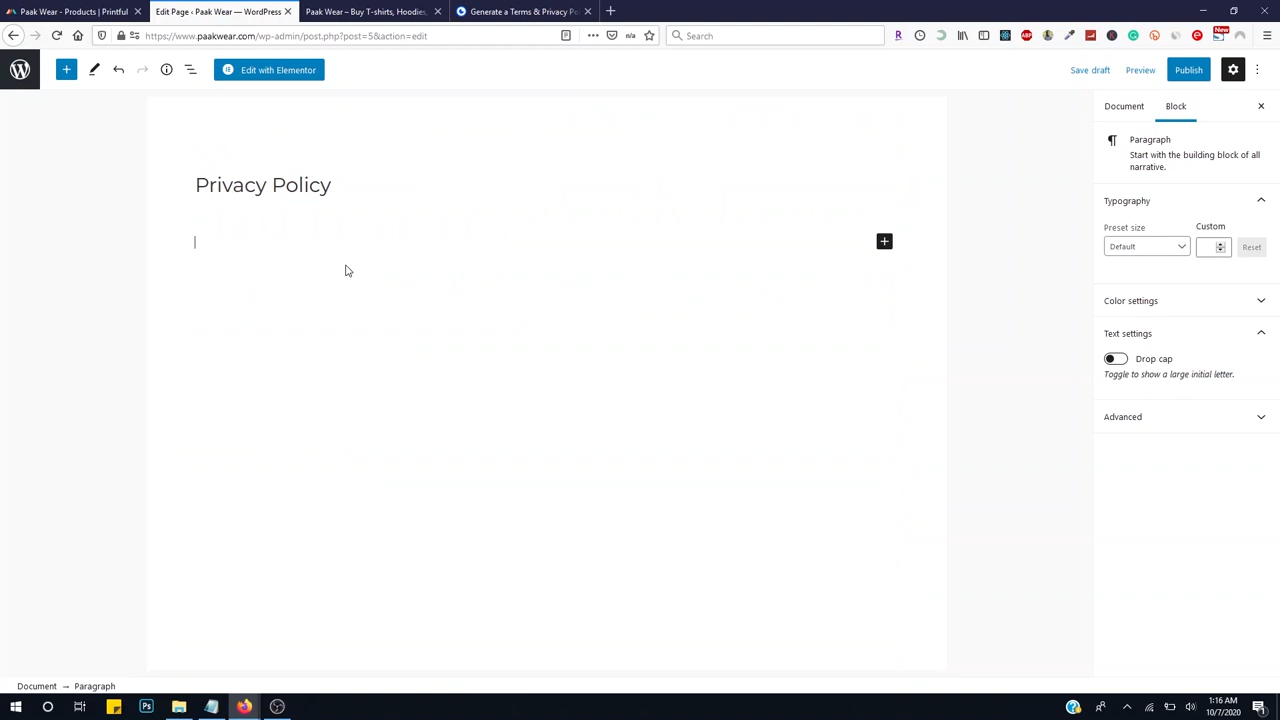 Paak Wear - Products | Printful
Edit Page ‹ Paak Wear — WordPress
Paak Wear – Buy T-shirts, Hoodies,
Generate a Terms & Privacy Po
https://www.paakwear.com/wp-admin/post.php?post=5&action=edit
n/a
Search
New
Edit with Elementor
Save draft
Preview
Publish
Document
Block
Paragraph
Start with the building block of all
narrative.
Privacy Policy
Typography
Preset size
Custom
Default
Reset
Color settings
Text settings
Drop cap
Toggle to show a large initial letter.
Advanced
Document → Paragraph
Ps
1:16 AM
10/7/2020